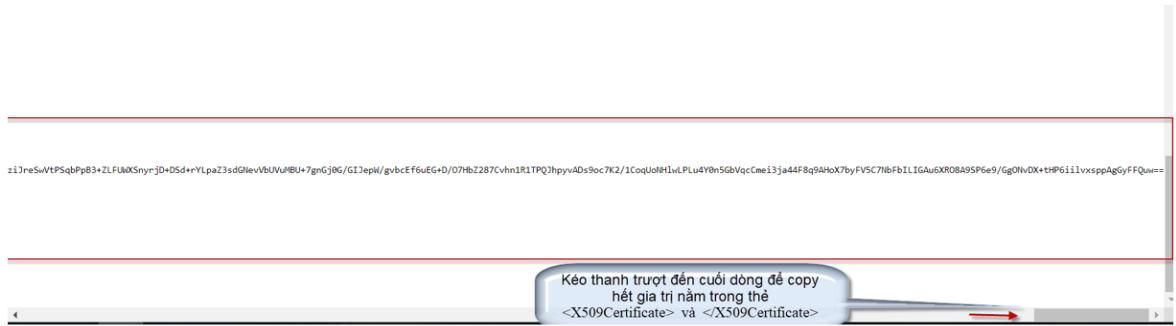 ziJreSwVtPSqbPpB3+ZLFUWXSnyrjD+DSd+rYLpaZ3sdGNevVbUVuMBU+7gnGj0G/GIJepW/gvbcEf6uEG+D/O7HbZ287Cvhn1R1TPQJhpyvADs9oc7K2/1CoqUoNHlwLPLu4Y0n5GbVqcCmei3ja44F8q9AHoX7byFV5C7NbFbILIGAu6XRO8A9SP6e9/GgONvDX+tHP6iilvxsppAgGyFFQuw==
Kéo thanh trượt đến cuối dòng để copy
hết gia trị nằm trong thẻ
<X509Certificate> và </X509Certificate>